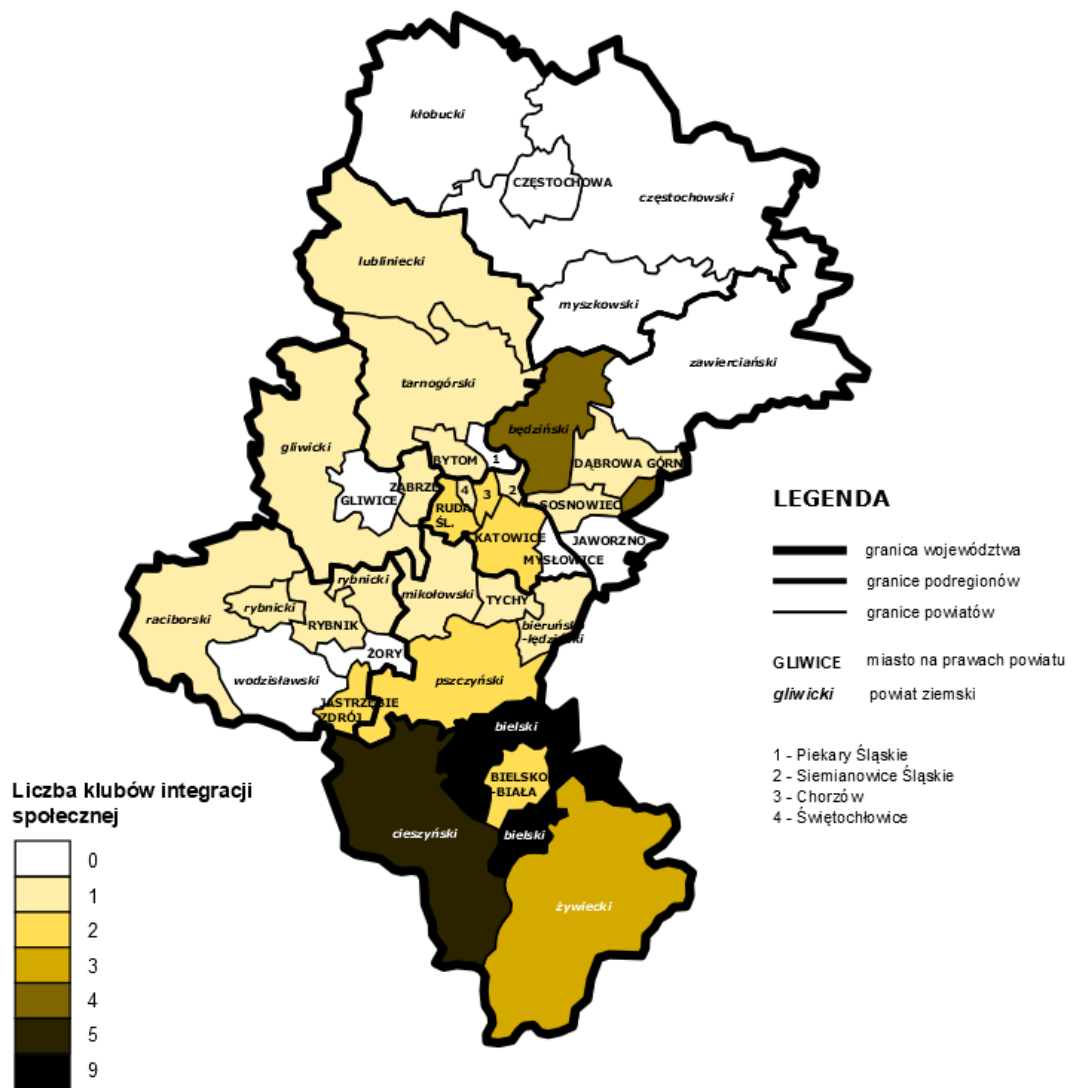 kłobucki
CZĘSTOCHOWA
częstochowski
lubliniecki
myszkowski
zawierciański
tarnogórski
będziński
gliwicki
BYTOM
1
DĄBROWA GÓRN
ZABRZE
GLIWICE
4
3
2
SOSNOWIEC
RUDA
ŚL.
KATOWICE
JAWORZNO
MYSŁOWICE
rybnicki
mikołowski
TYCHY
rybnicki
raciborski
RYBNIK
bieruńsko
-lędziński
ŻORY
wodzisławski
pszczyński
JASTRZĘBIE
ZDRÓJ
bielski
BIELSKO
-BIAŁA
cieszyński
bielski
żywiecki
LEGENDA
granica województwa
granice podregionów
granice powiatów
GLIWICE miasto na prawach powiatu
gliwicki powiat ziemski
1 - Piekary Śląskie
2 - Siemianowice Śląskie
3 - Chorzów
4 - Świętochłowice
Liczba klubów integracji
społecznej
0
1
2
3
4
5
9